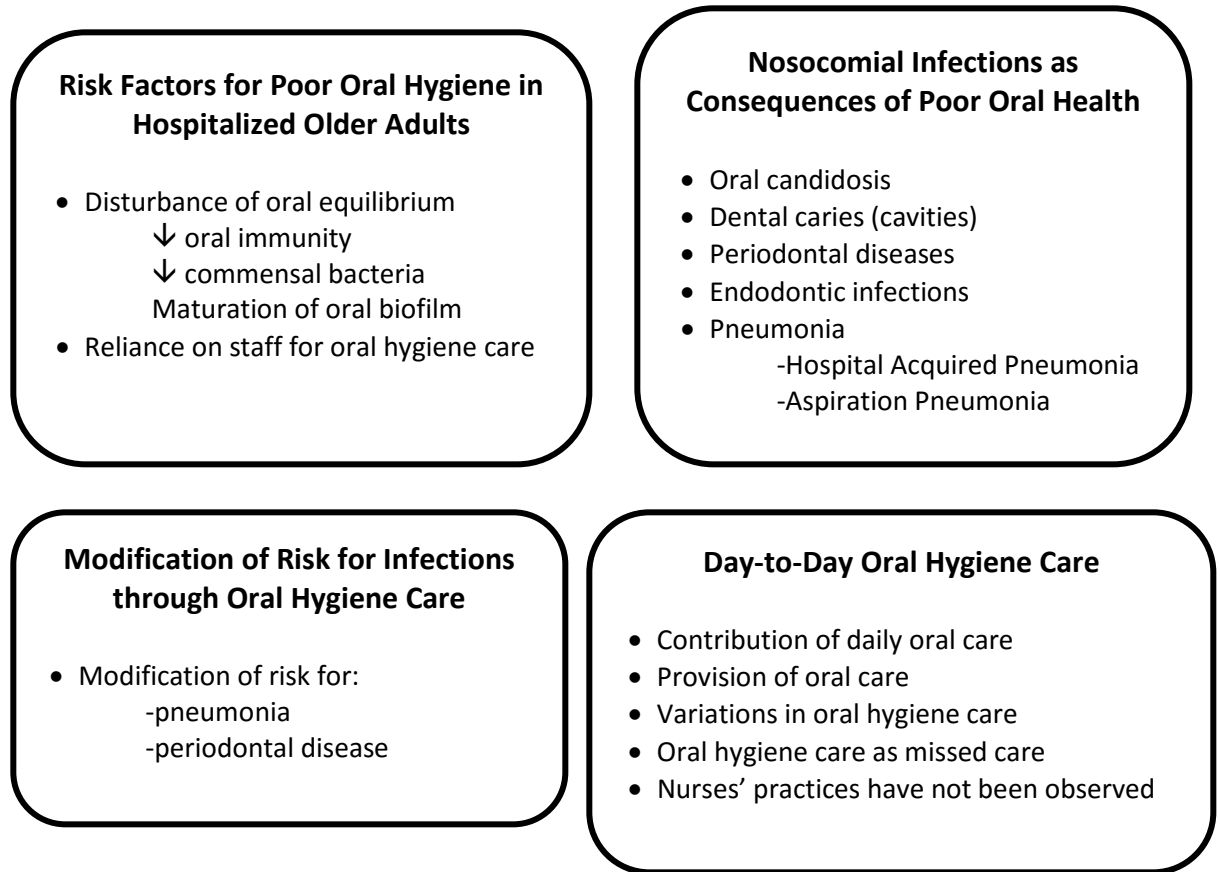 Risk Factors for Poor Oral Hygiene in
Hospitalized Older Adults
• Disturbance of oral equilibrium
↓ oral immunity
↓ commensal bacteria
Maturation of oral biofilm
• Reliance on staff for oral hygiene care
Nosocomial Infections as
Consequences of Poor Oral Health
• Oral candidosis
• Dental caries (cavities)
• Periodontal diseases
• Endodontic infections
• Pneumonia
-Hospital Acquired Pneumonia
-Aspiration Pneumonia
Modification of Risk for Infections
through Oral Hygiene Care
• Modification of risk for:
-pneumonia
-periodontal disease
Day-to-Day Oral Hygiene Care
• Contribution of daily oral care
• Provision of oral care
• Variations in oral hygiene care
• Oral hygiene care as missed care
• Nurses’ practices have not been observed